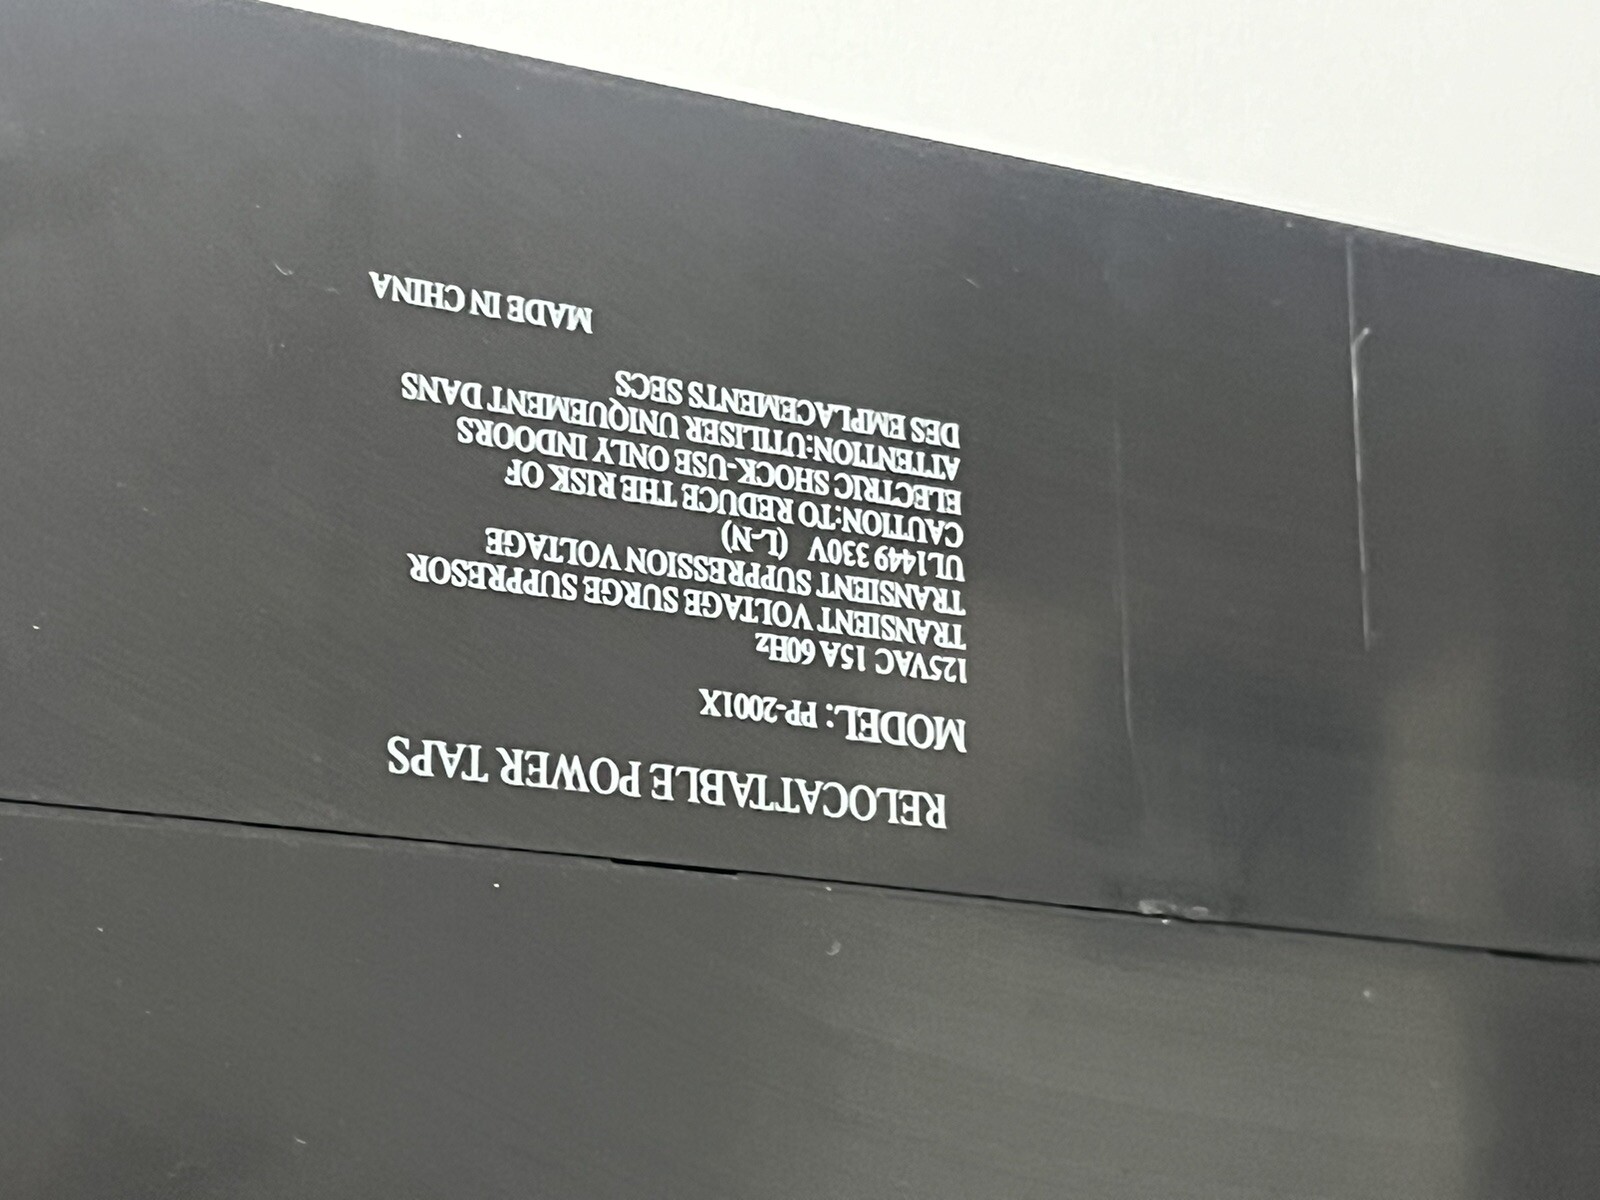 RELOCATTABLE POWER TAPS
MODEL: PP-2001X
125VAC 15A 60Hz
TRANSIENT VOLTAGE SURGE SUPPRESOR
TRANSIENT SUPPRESSION VOLTAGE
UL1449 330V (L-N)
CAUTION:TO REDUCE THE RISK OF
ELECTRIC SHOCK-USE ONLY INDOORS
ATTENTION:UTILISER UNIQUEMENT DANS
DES EMPLACEMENTS SECS
MADE IN CHINA